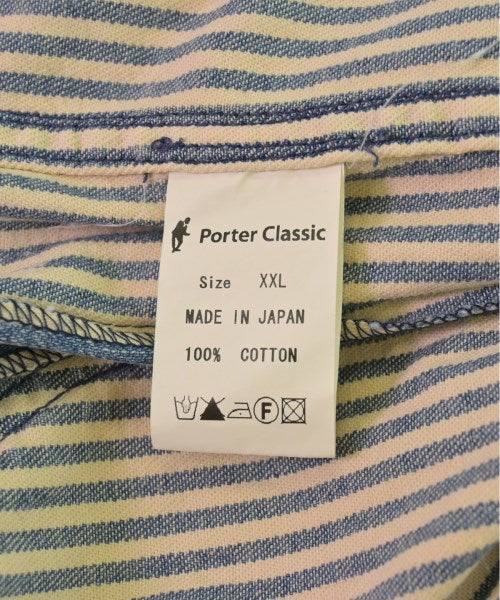 Porter Classic
Size XXL
MADE IN JAPAN
100% COTTON
F